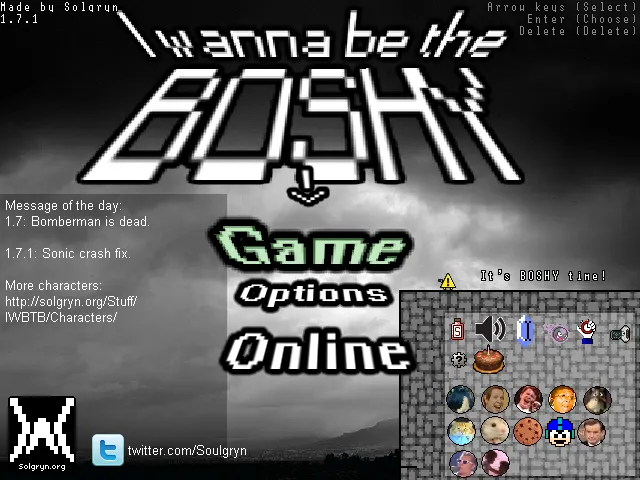 Made by Solgryn
1.7.1
Arrow keys (Select)
Enter (Choose)
Delete (Delete)
I wanna be the
BOSHY
Message of the day:
1.7: Bomberman is dead.
1.7.1: Sonic crash fix.
More characters:
http://solgryn.org/Stuff/
IWBTB/Characters/
Game
Options
Online
It's BOSHY time!
Solgryn.org
twitter.com/Soulgryn